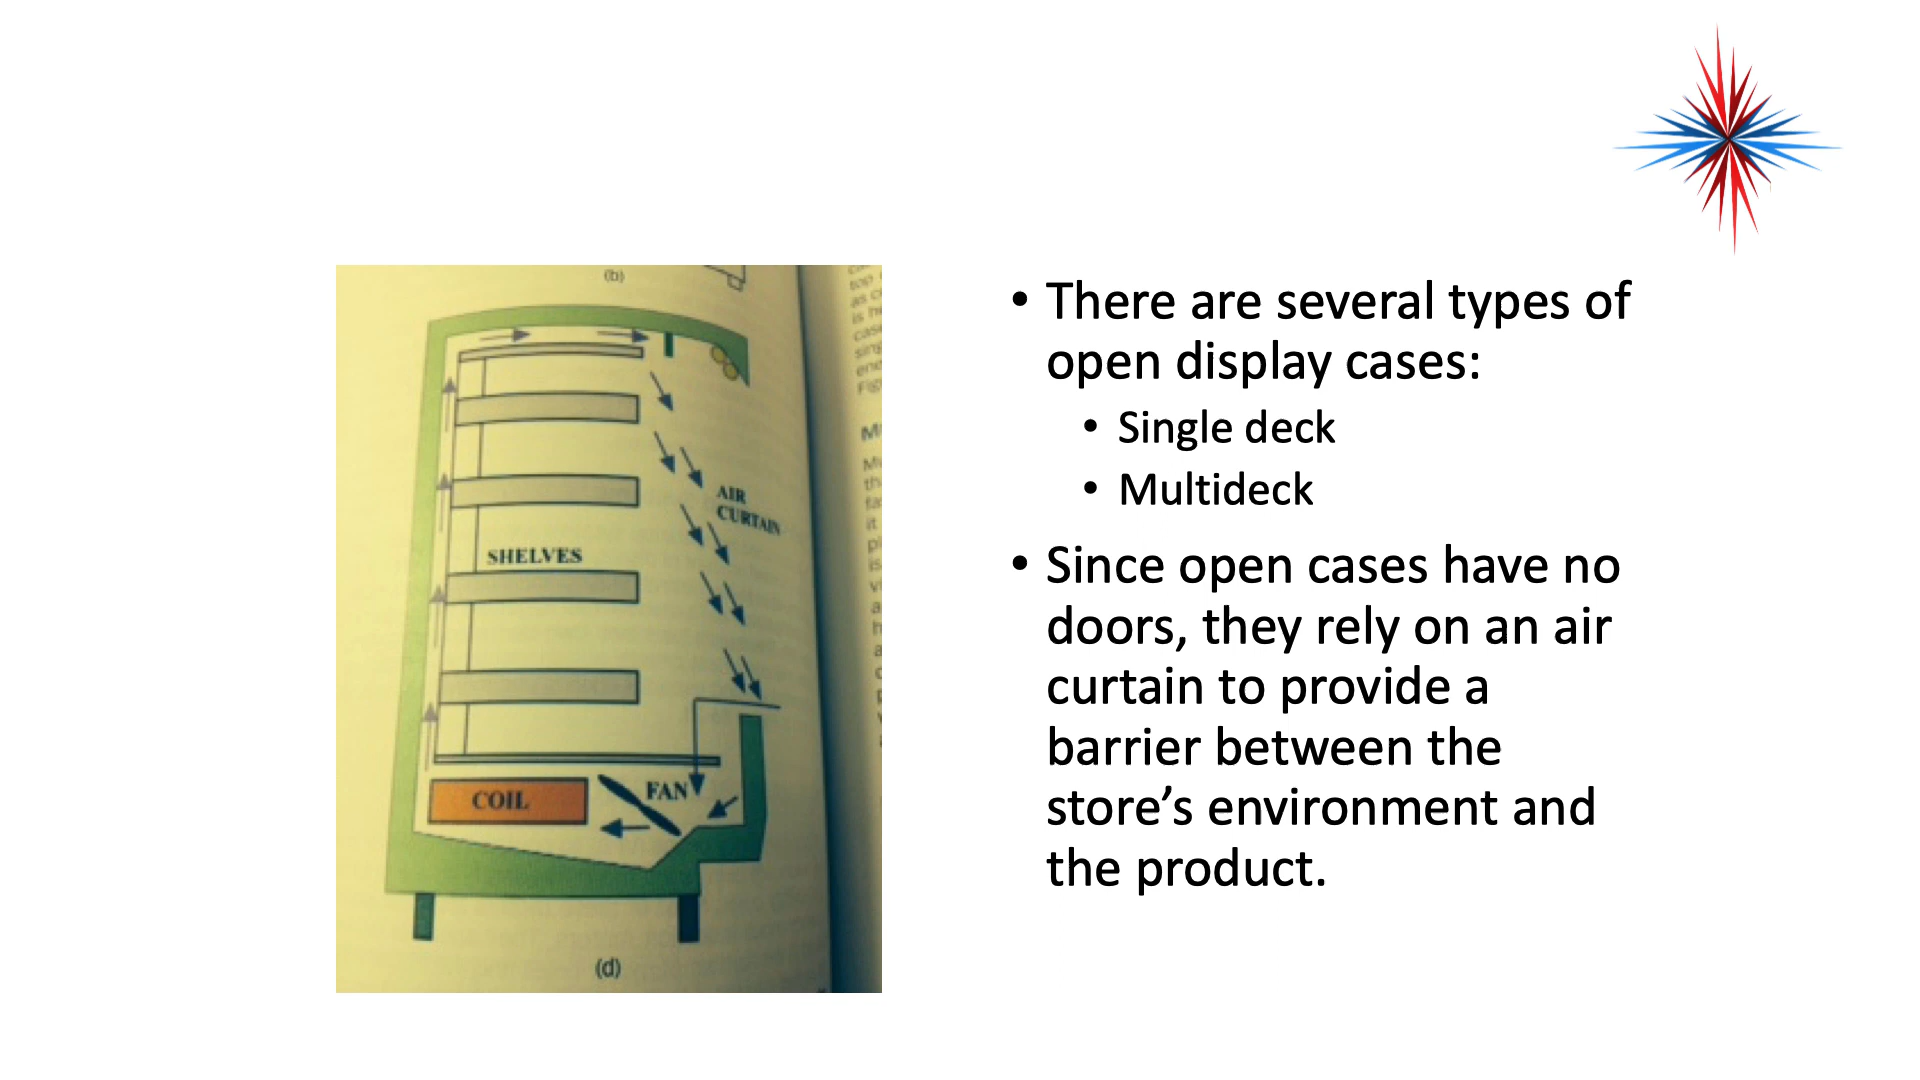 (b)
AIR
CURTAIN
SHELVES
FAN
COIL
(d)
• There are several types of
open display cases:
• Single deck
• Multideck
• Since open cases have no
doors, they rely on an air
curtain to provide a
barrier between the
store’s environment and
the product.